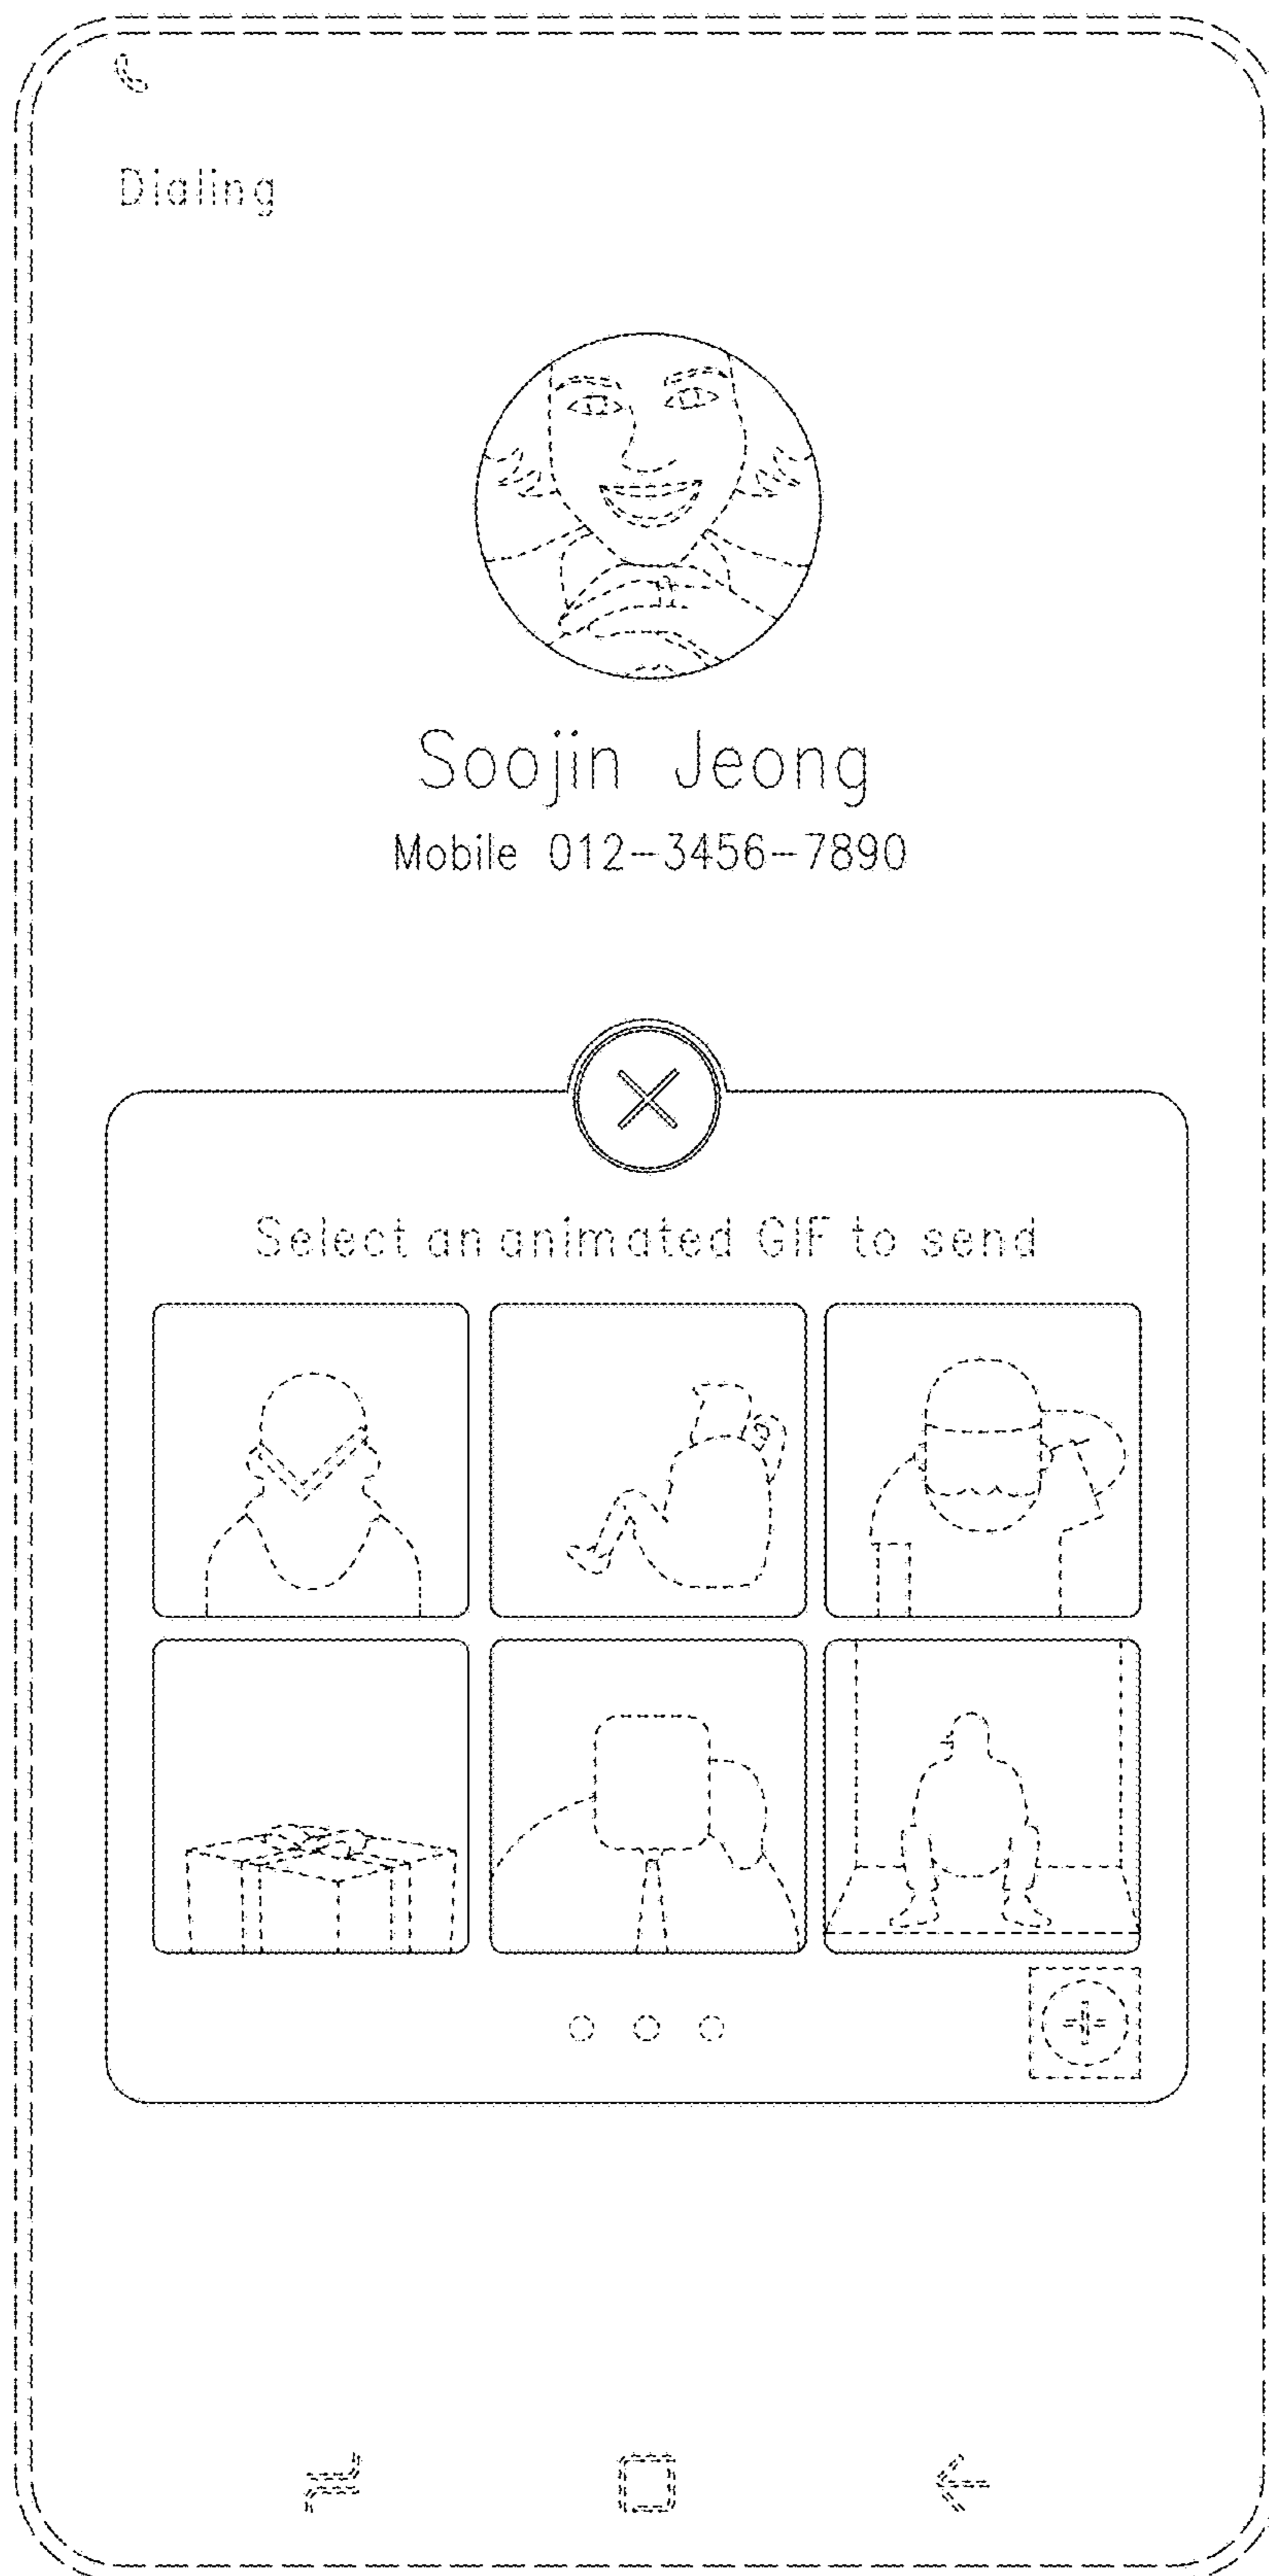 Dialing
Soojin Jeong
Mobile 012-3456-7890
Select an animated GIF to send